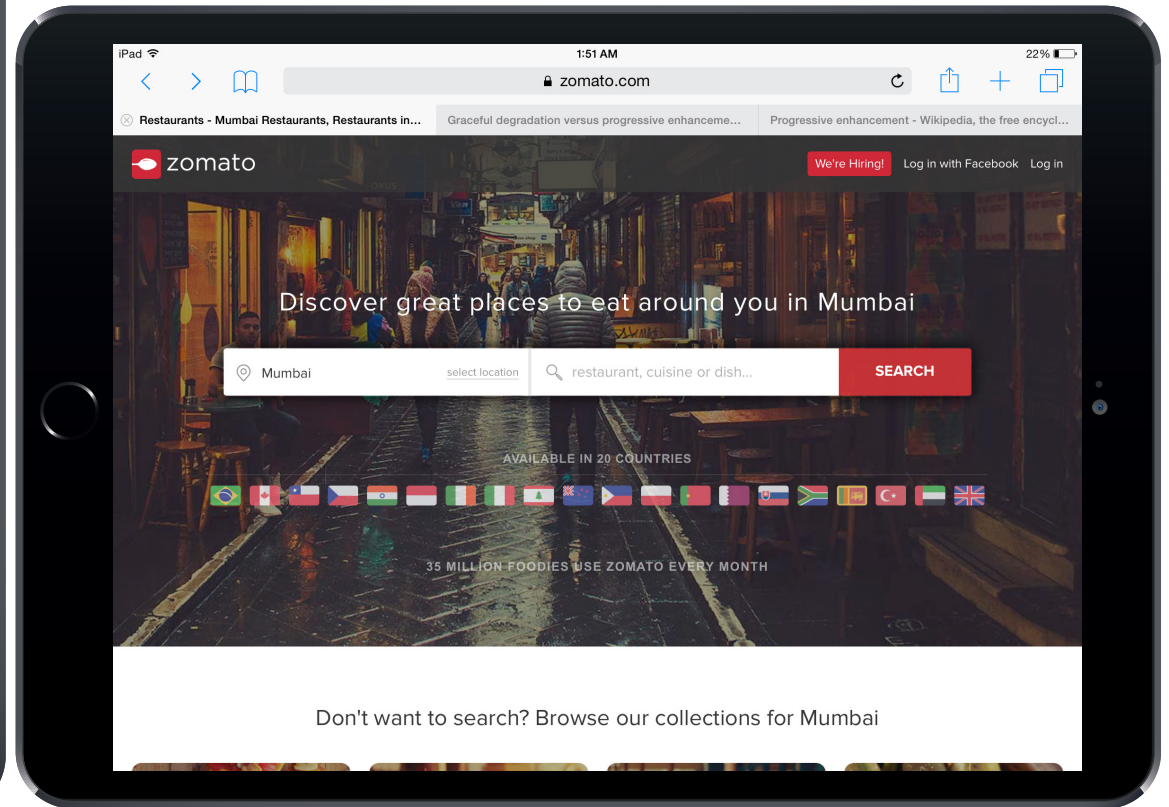 iPad
1:51 AM
22%
zomato.com
Restaurants - Mumbai Restaurants, Restaurants in...
Graceful degradation versus progressive enhanceme...
Progressive enhancement - Wikipedia, the free encycl...
zomato
We're Hiring!
Log in with Facebook
Log in
Discover great places to eat around you in Mumbai
Mumbai
select location
restaurant, cuisine or dish...
SEARCH
AVAILABLE IN 20 COUNTRIES
35 MILLION FOODIES USE ZOMATO EVERY MONTH
Don't want to search? Browse our collections for Mumbai